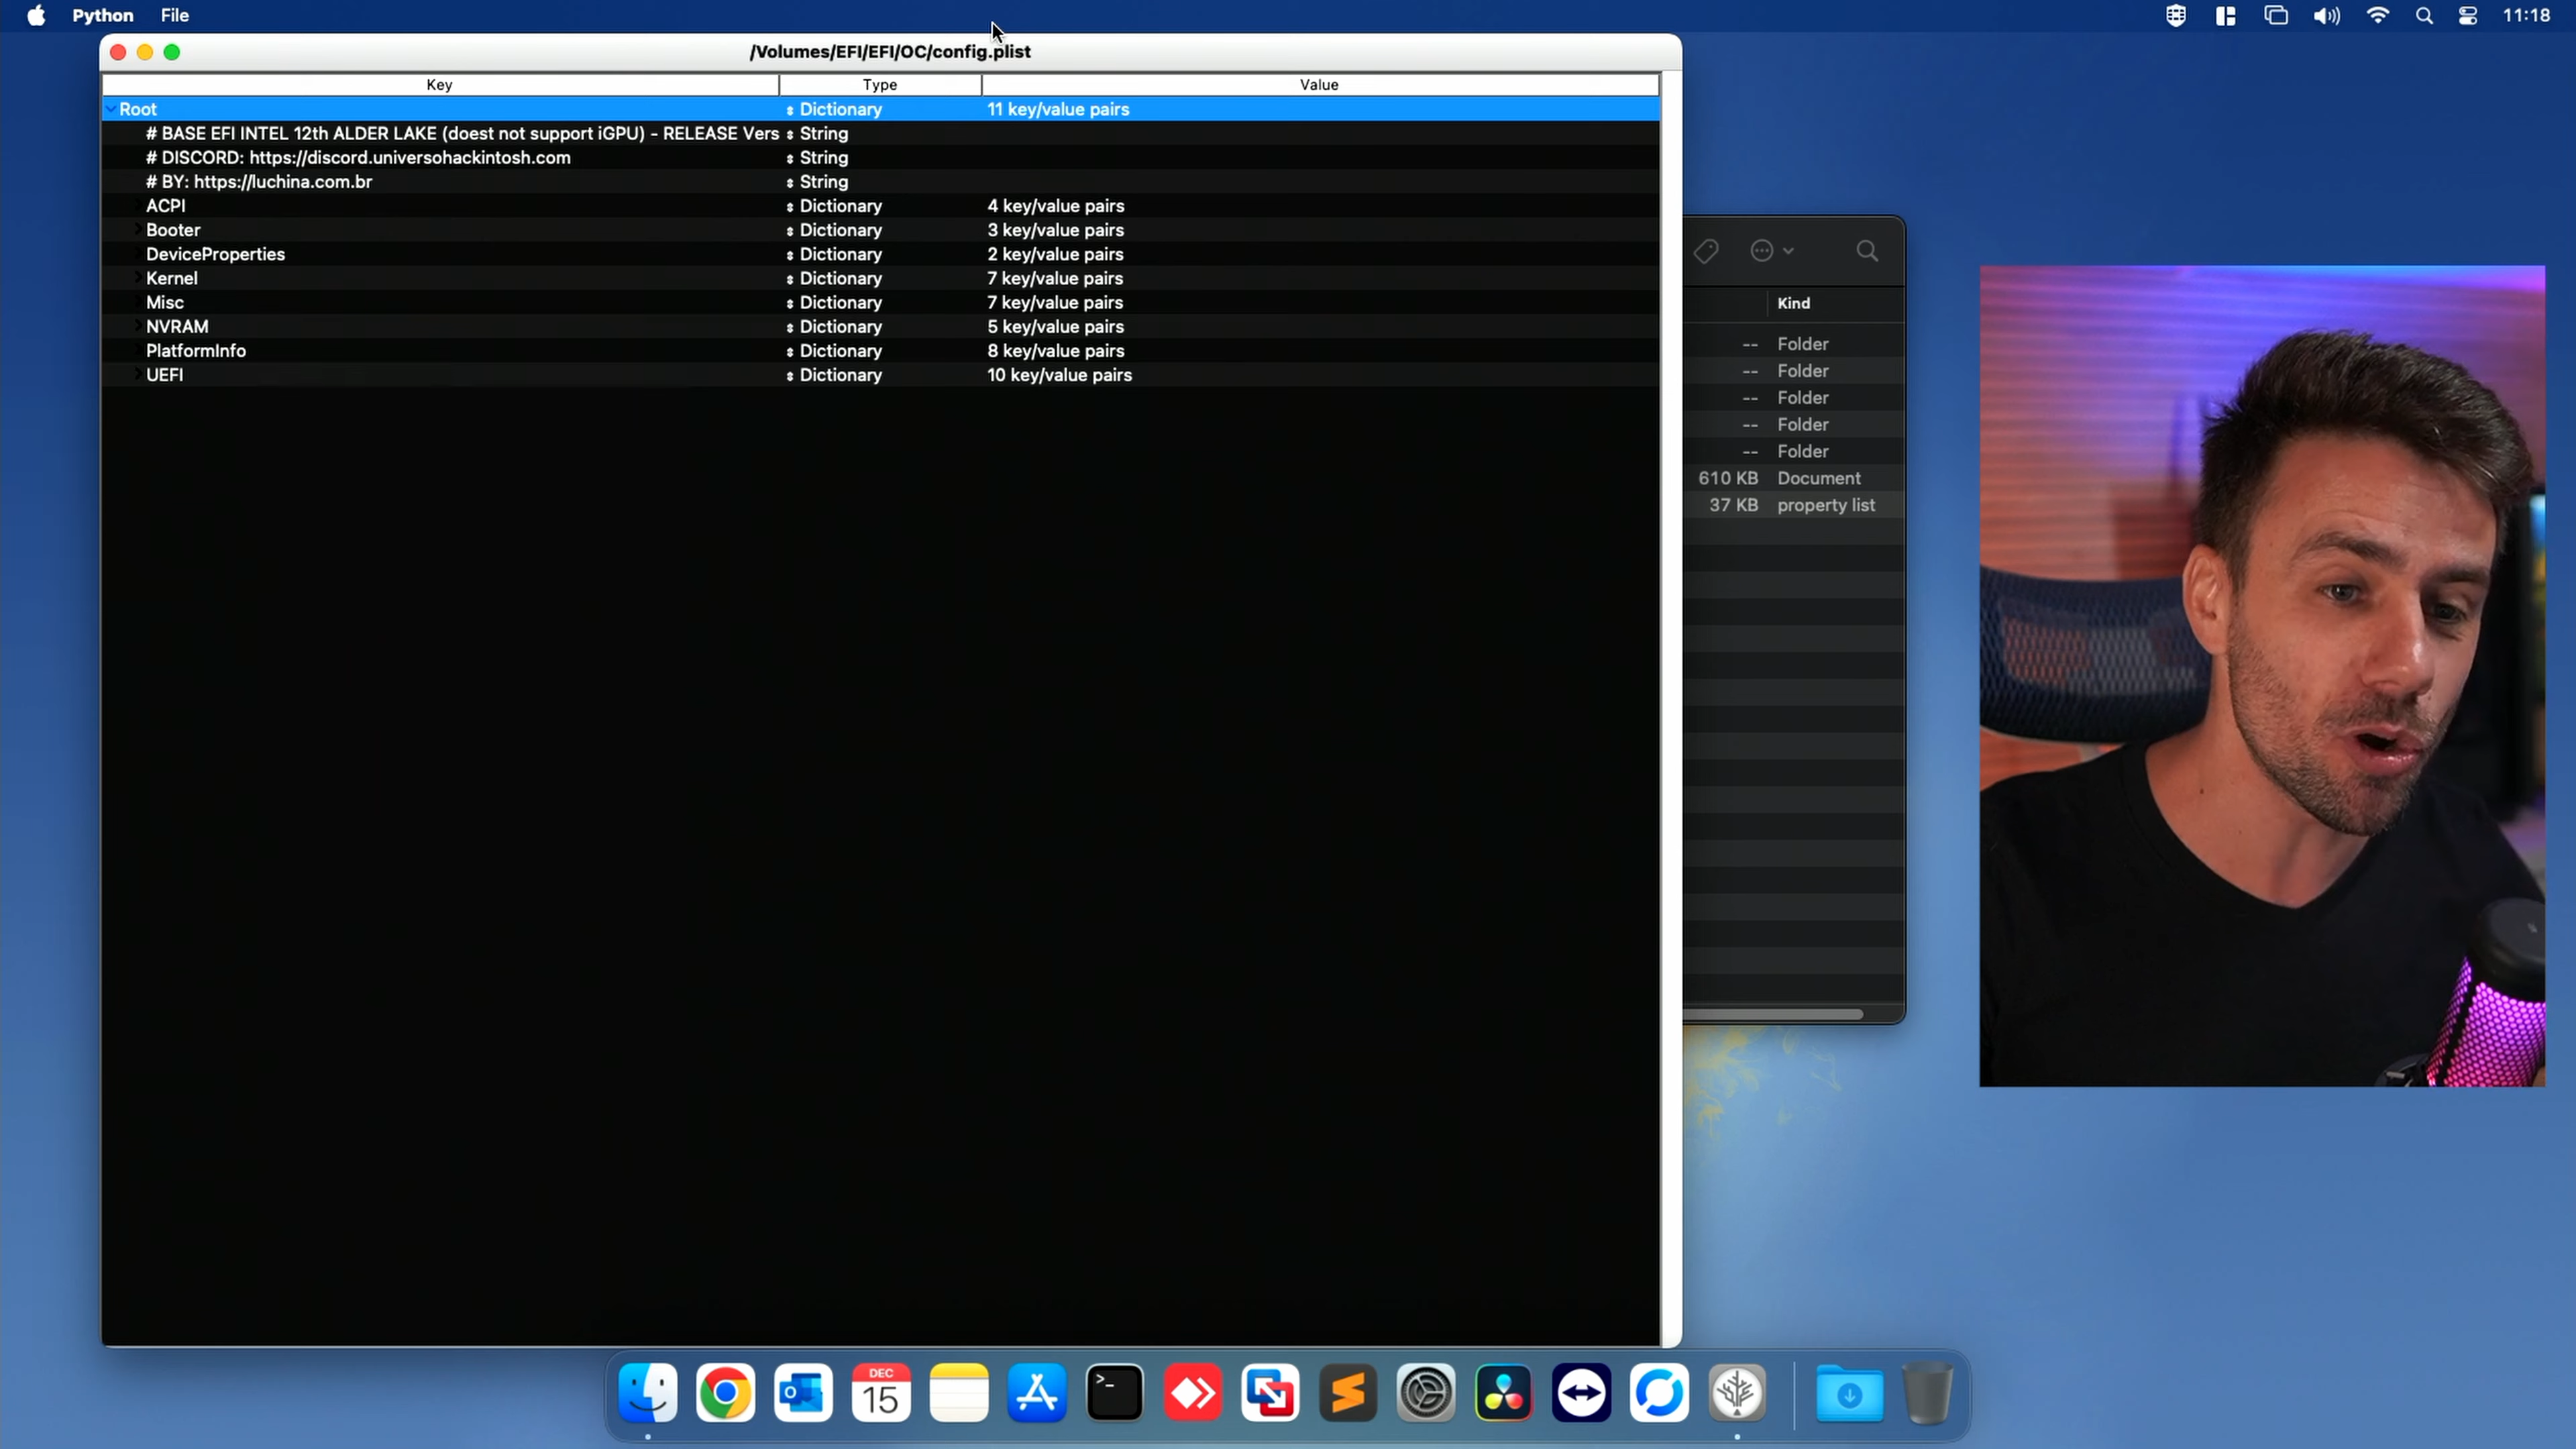 Python File 11:18
/Volumes/EFI/EFI/OC/config.plist
Key Type Value
Root Dictionary 11 key/value pairs
# BASE EFI INTEL 12th ALDER LAKE (doest not support iGPU) - RELEASE Vers String
# DISCORD: https://discord.universohackintosh.com String
# BY: https://luchina.com.br String
ACPI Dictionary 4 key/value pairs
Booter Dictionary 3 key/value pairs
DeviceProperties Dictionary 2 key/value pairs
Kernel Dictionary 7 key/value pairs
Misc Dictionary 7 key/value pairs
NVRAM Dictionary 5 key/value pairs
PlatformInfo Dictionary 8 key/value pairs
UEFI Dictionary 10 key/value pairs
Kind
-- Folder
-- Folder
-- Folder
-- Folder
-- Folder
610 KB Document
37 KB property list
DEC
15